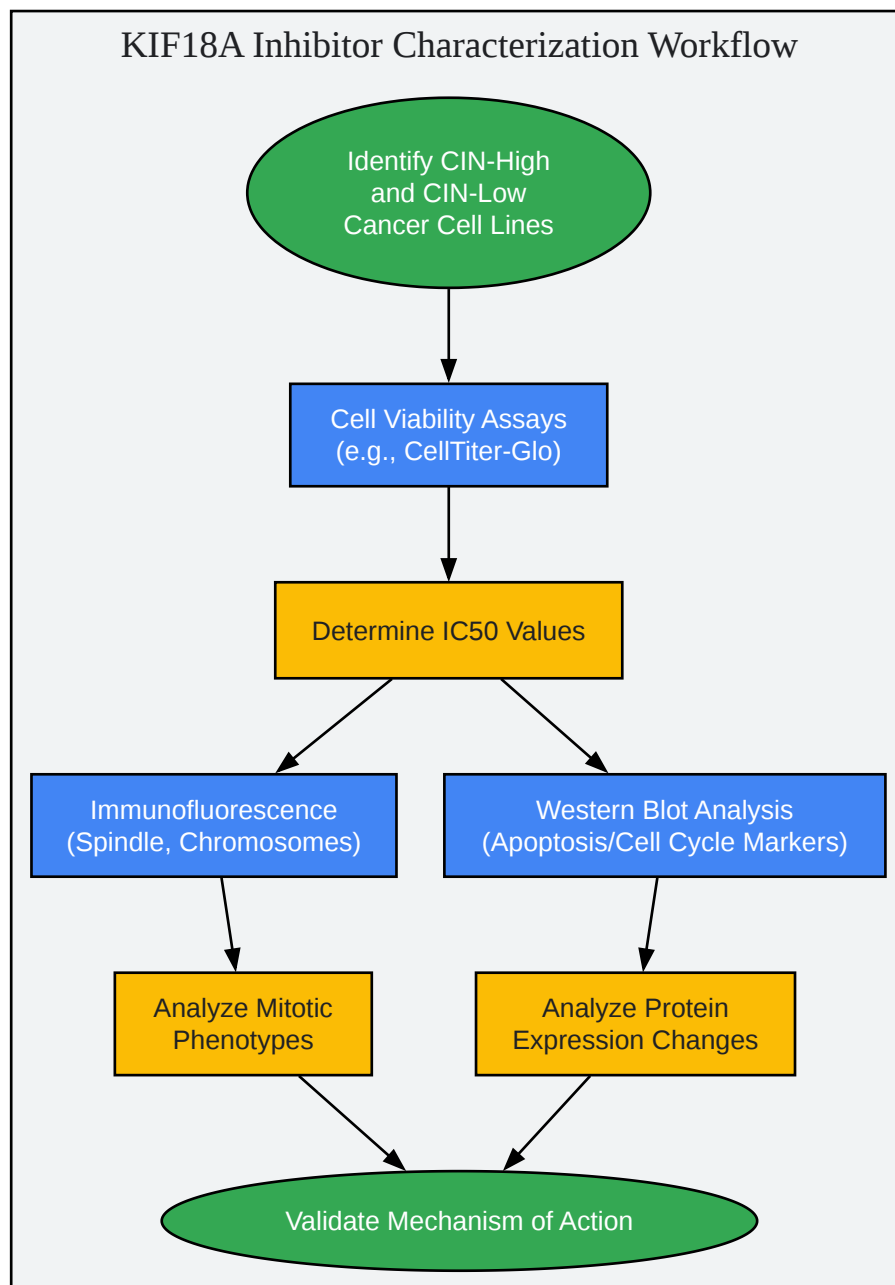 KIF18A Inhibitor Characterization Workflow
Identify CIN-High
and CIN-Low
Cancer Cell Lines
Cell Viability Assays
(e.g., CellTiter-Glo)
Determine IC50 Values
Immunofluorescence
(Spindle, Chromosomes)
Western Blot Analysis
(Apoptosis/Cell Cycle Markers)
Analyze Mitotic
Phenotypes
Analyze Protein
Expression Changes
Validate Mechanism of Action